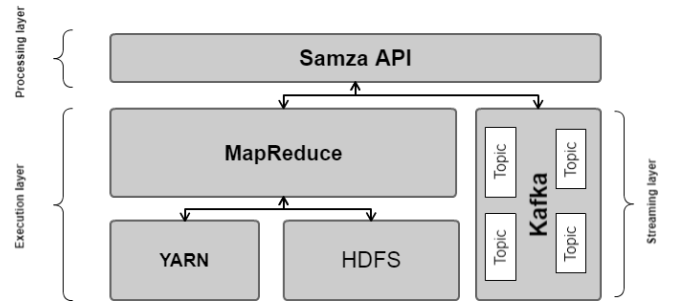 Processing layer
Samza API
Execution layer
MapReduce
YARN
HDFS
Kafka
Topic
Topic
Topic
Topic
Streaming layer